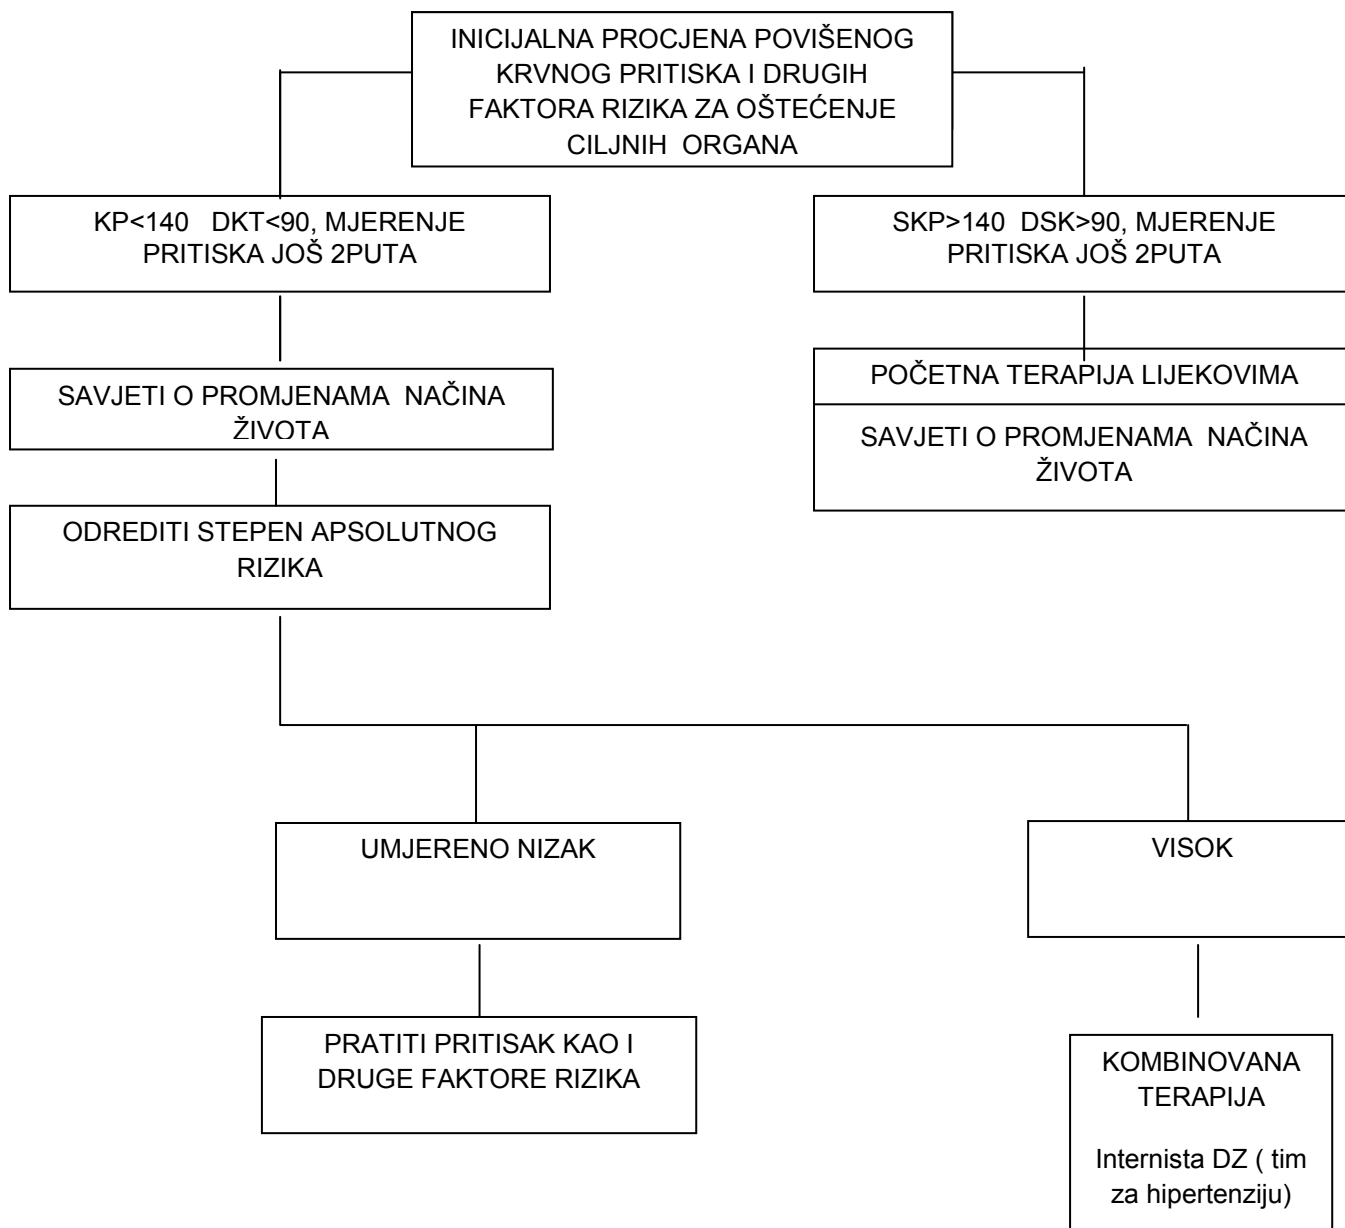 INICIJALNA PROCJENA POVIŠENOG
KRVNOG PRITISKA I DRUGIH
FAKTORA RIZIKA ZA OŠTEĆENJE
CILJNIH ORGANA
KP<140 DKT<90, MJERENJE
PRITISKA JOŠ 2PUTA
SKP>140 DSK>90, MJERENJE
PRITISKA JOŠ 2PUTA
SAVJETI O PROMJENAMA NAČINA
ŽIVOTA
POČETNA TERAPIJA LIJEKOVIMA
SAVJETI O PROMJENAMA NAČINA
ŽIVOTA
ODREDITI STEPEN APSOLUTNOG
RIZIKA
UMJERENO NIZAK
VISOK
PRATITI PRITISAK KAO I
DRUGE FAKTORE RIZIKA
KOMBINOVANA
TERAPIJA
Internista DZ ( tim
za hipertenziju)